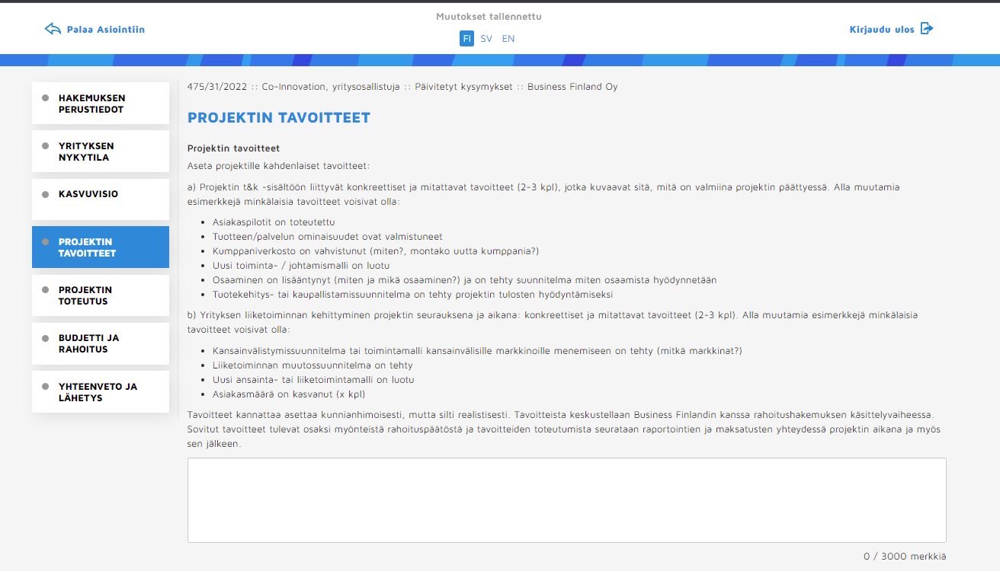 Muutokset tallennettu
Palaa Asiointiin
FI SV EN
Kirjaudu ulos
HAKEMUKSEN
PERUSTIEDOT
YRITYKSEN
NYKYTILA
KASVUVISIO
PROJEKTIN
TAVOITTEET
PROJEKTIN
TOTEUTUS
BUDJETTI JA
RAHOITUS
YHTEENVETO JA
LÄHETYS
475/31/2022 :: Co-Innovation, yritysosallistuja :: Päivitetyt kysymykset :: Business Finland Oy
PROJEKTIN TAVOITTEET
Projektin tavoitteet
Aseta projektille kahdenlaiset tavoitteet:
a) Projektin t&k -sisältöön liittyvät konkreettiset ja mitattavat tavoitteet (2-3 kpl), jotka kuvaavat sitä, mitä on valmiina projektin päättyessä. Alla muutamia
esimerkkejä minkälaisia tavoitteet voisivat olla:
• Asiakaspilotit on toteutettu
• Tuotteen/palvelun ominaisuudet ovat valmistuneet
• Kumppaniverkosto on vahvistunut (miten?, montako uutta kumppania?)
• Uusi toiminta- / johtamismalli on luotu
• Osaaminen on lisääntynyt (miten ja mikä osaaminen?) ja on tehty suunnitelma miten osaamista hyödynnetään
• Tuotekehitys- tai kaupallistamissuunnitelma on tehty projektin tulosten hyödyntämiseksi
b) Yrityksen liiketoiminnan kehittyminen projektin seurauksena ja aikana: konkreettiset ja mitattavat tavoitteet (2-3 kpl). Alla muutamia esimerkkejä minkälaisia
tavoitteet voisivat olla:
• Kansainvälistymissuunnitelma tai toimintamalli kansainvälisille markkinoille menemiseen on tehty (mitkä markkinat?)
• Liiketoiminnan muutossuunnitelma on tehty
• Uusi ansainta- tai liiketoimintamalli on luotu
• Asiakasmäärä on kasvanut (x kpl)
Tavoitteet kannattaa asettaa kunnianhimoisesti, mutta silti realistisesti. Tavoitteista keskustellaan Business Finlandin kanssa rahoitushakemuksen käsittelyvaiheessa.
Sovitut tavoitteet tulevat osaksi myönteistä rahoituspäätöstä ja tavoitteiden toteutumista seurataan raportointien ja maksatusten yhteydessä projektin aikana ja myös
sen jälkeen.
0 / 3000 merkkiä